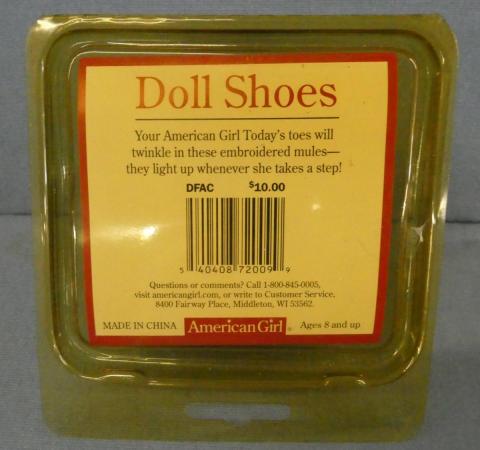 Doll Shoes
Your American Girl Today's toes will
twinkle in these embroidered mules—
they light up whenever she takes a step!
DFAC $10.00
5 40408 72009 9
Questions or comments? Call 1-800-845-0005,
visit americangirl.com, or write to Customer Service,
8400 Fairway Place, Middleton, WI 53562.
MADE IN CHINA American Girl® Ages 8 and up